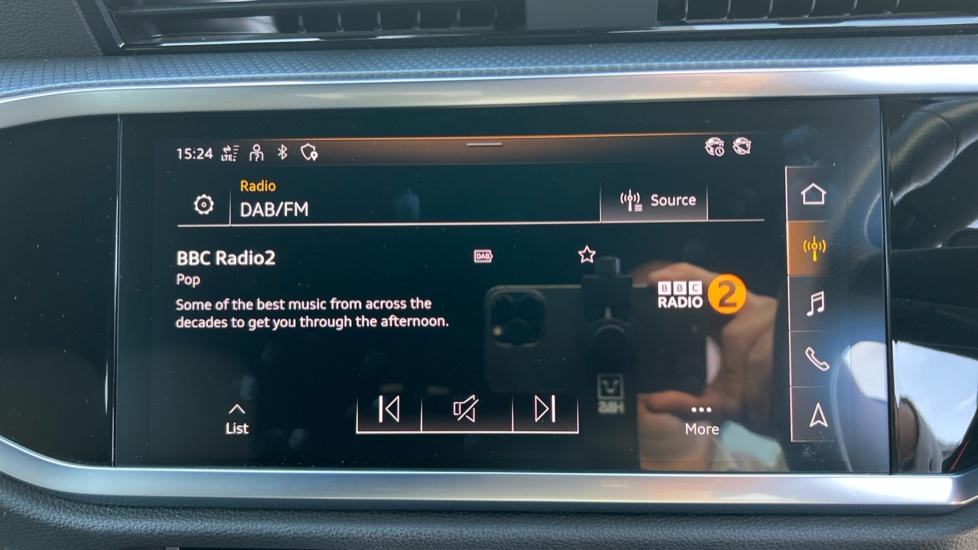 15:24
LTE
Radio
DAB/FM
Source
BBC Radio2
DAB
Pop
Some of the best music from across the
decades to get you through the afternoon.
BBC
RADIO 2
List
More